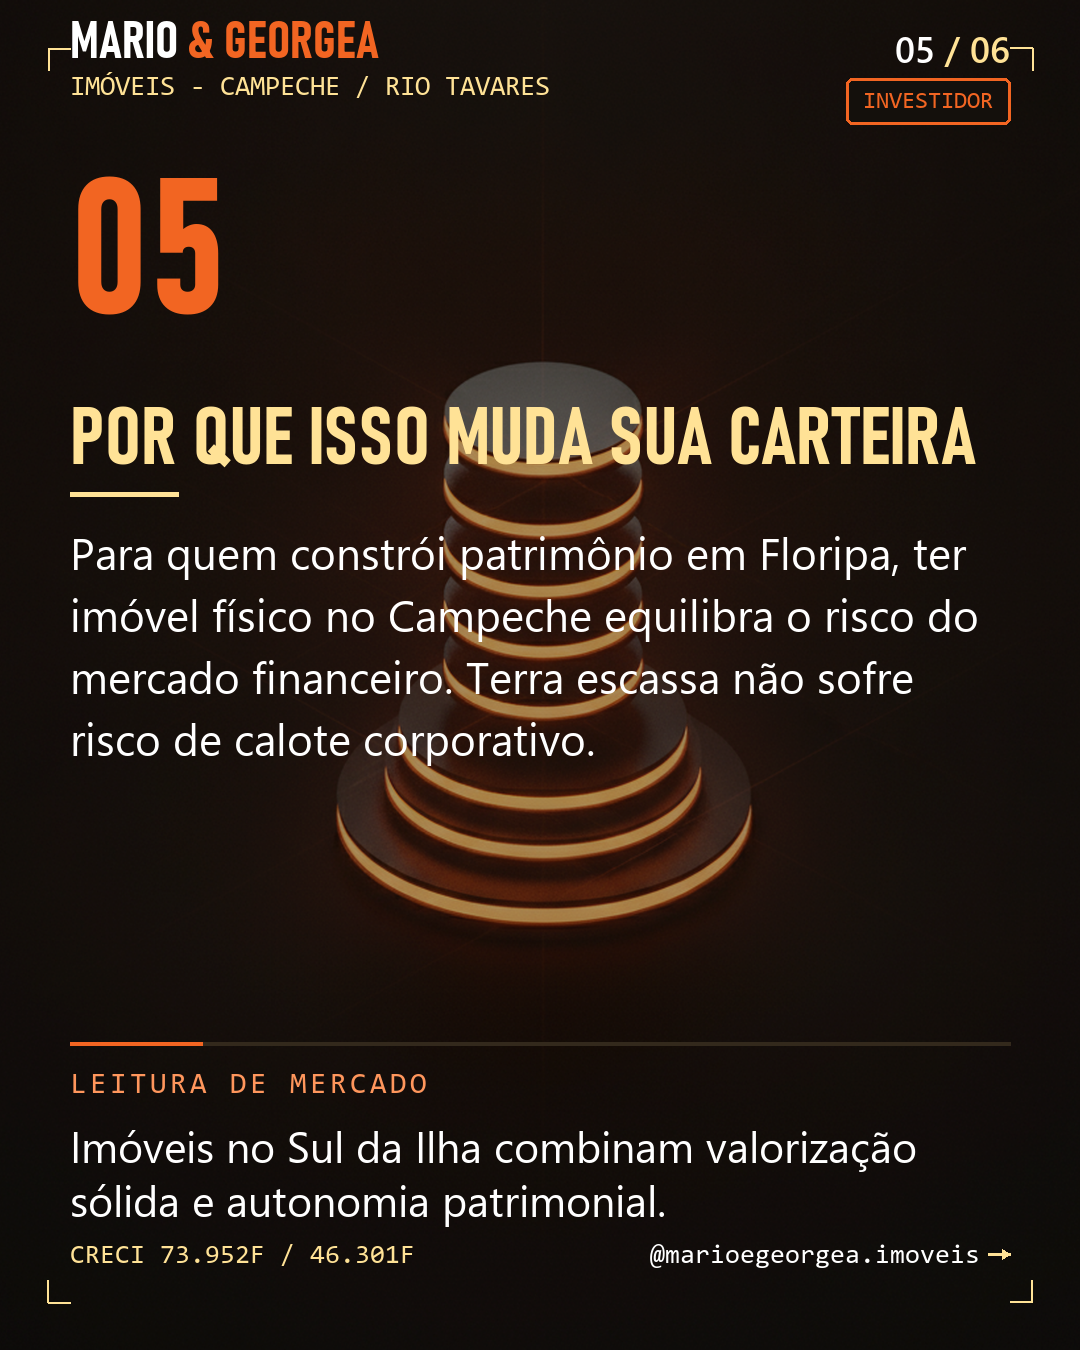 MARIO & GEORGEA
IMÓVEIS - CAMPECHE / RIO TAVARES
05 / 06
INVESTIDOR
05
POR QUE ISSO MUDA SUA CARTEIRA
Para quem constrói patrimônio em Floripa, ter
imóvel físico no Campeche equilibra o risco do
mercado financeiro. Terra escassa não sofre
risco de calote corporativo.
LEITURA DE MERCADO
Imóveis no Sul da Ilha combinam valorização
sólida e autonomia patrimonial.
CRECI 73.952F / 46.301F
@marioegeorgea.imoveis →